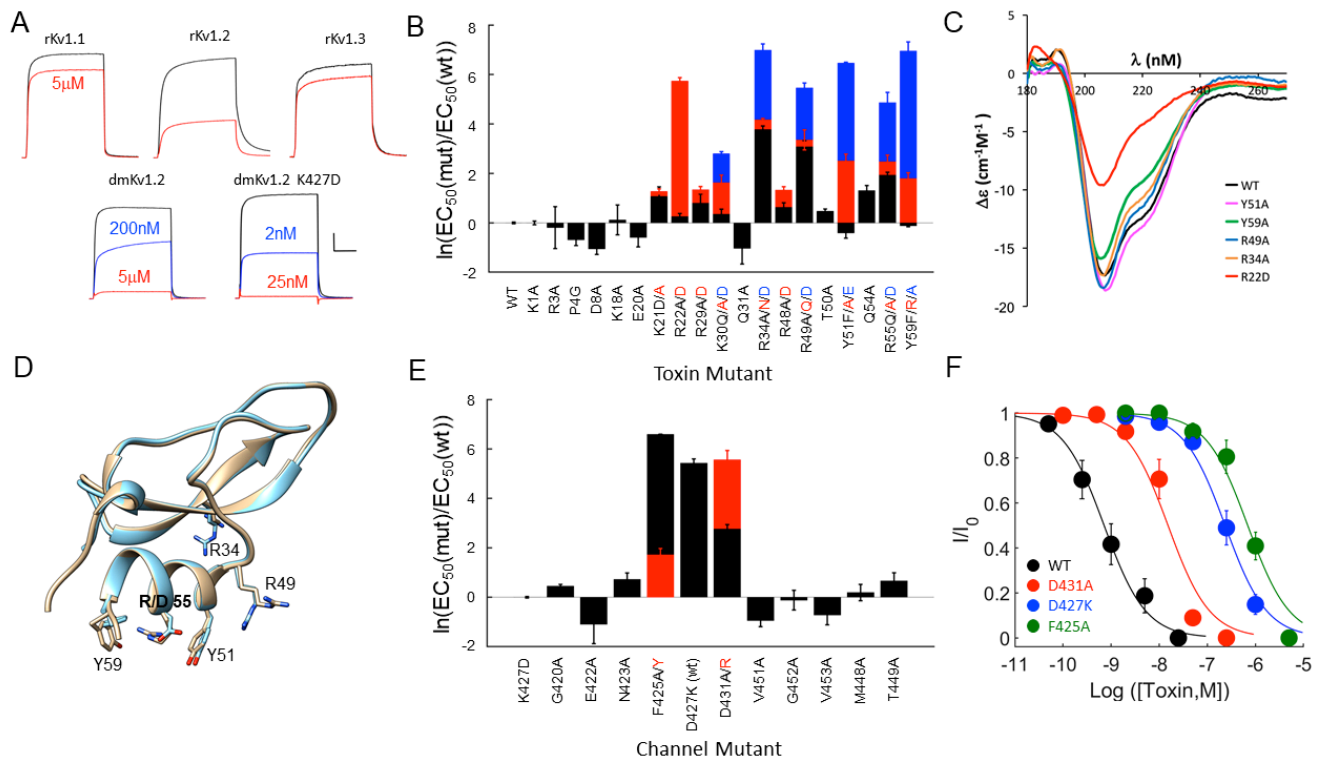 A
rKv1.1
rKv1.2
rKv1.3
5μM
dmKv1.2
dmKv1.2 K427D
200nM
5μM
2nM
25nM
B
ln(EC50(mut)/EC50(wt))
8
6
4
2
0
-2
WT
K1A
R3A
P4G
D8A
K18A
E20A
K21D/A
R22A/D
R29A/D
K30Q/A/D
Q31A
R34A/N/D
R48A/D
R49A/Q/D
T50A
Y51F/A/E
Q54A
R55Q/A/D
Y59F/R/A
Toxin Mutant
C
5
0
-5
-10
-15
-20
Δε (cm-1M-1)
λ (nM)
180
200
220
240
260
WT
Y51A
Y59A
R49A
R34A
R22D
D
R34
R49
R/D 55
Y59
Y51
E
ln(EC50(mut)/EC50(wt))
8
6
4
2
0
-2
K427D
G420A
E422A
N423A
F425A/Y
D427K (wt)
D431A/R
V451A
G452A
V453A
M448A
T449A
Channel Mutant
F
I/I0
1
0.8
0.6
0.4
0.2
0
WT
D431A
D427K
F425A
-11
-10
-9
-8
-7
-6
-5
Log ([Toxin,M])